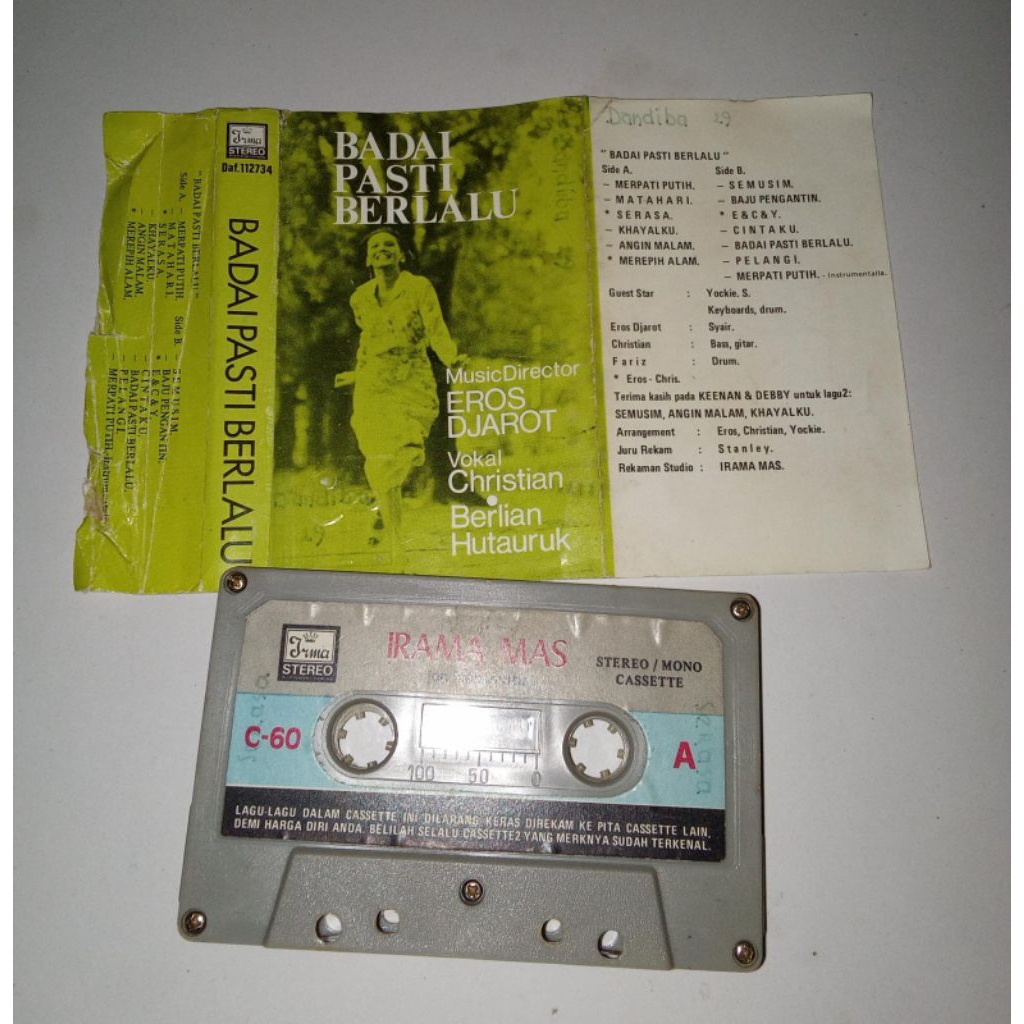 Irma
STEREO
Daf.112734
BADAI PASTI BERLALU
" BADAI PASTI BERLALU "
Side A. Side B.
– MERPATI PUTIH. – SEMUSIM.
– MATAHARI. – BAJU PENGANTIN.
* SERASA. * E&C&Y.
– KHAYALKU. – CINTAKU.
– ANGIN MALAM. – BADAI PASTI BERLALU.
* MEREPIH ALAM. – PELANGI.
– MERPATI PUTIH.
BADAI
PASTI
BERLALU
Music Director
EROS
DJAROT
Vokal
Christian
•
Berlian
Hutauruk
Dandiba 29
" BADAI PASTI BERLALU "
Side A. Side B.
– MERPATI PUTIH. – SEMUSIM.
– MATAHARI. – BAJU PENGANTIN.
* SERASA. * E&C&Y.
– KHAYALKU. – CINTAKU.
– ANGIN MALAM. – BADAI PASTI BERLALU.
* MEREPIH ALAM. – PELANGI.
– MERPATI PUTIH. - Instrumentalia.
Guest Star : Yockie. S.
Keyboards, drum.
Eros Djarot : Syair.
Christian : Bass, gitar.
Fariz : Drum.
* Eros - Chris.
Terima kasih pada KEENAN & DEBBY untuk lagu2:
SEMUSIM, ANGIN MALAM, KHAYALKU.
Arrangement : Eros, Christian, Yockie.
Juru Rekam : Stanley.
Rekaman Studio : IRAMA MAS.
Irma
STEREO
IRAMA MAS
STEREO / MONO
CASSETTE
C-60
A
100 50 0
LAGU-LAGU DALAM CASSETTE INI DILARANG KERAS DIREKAM KE PITA CASSETTE LAIN,
DEMI HARGA DIRI ANDA, BELILAH SELALU CASSETTE2 YANG MERKNYA SUDAH TERKENAL.